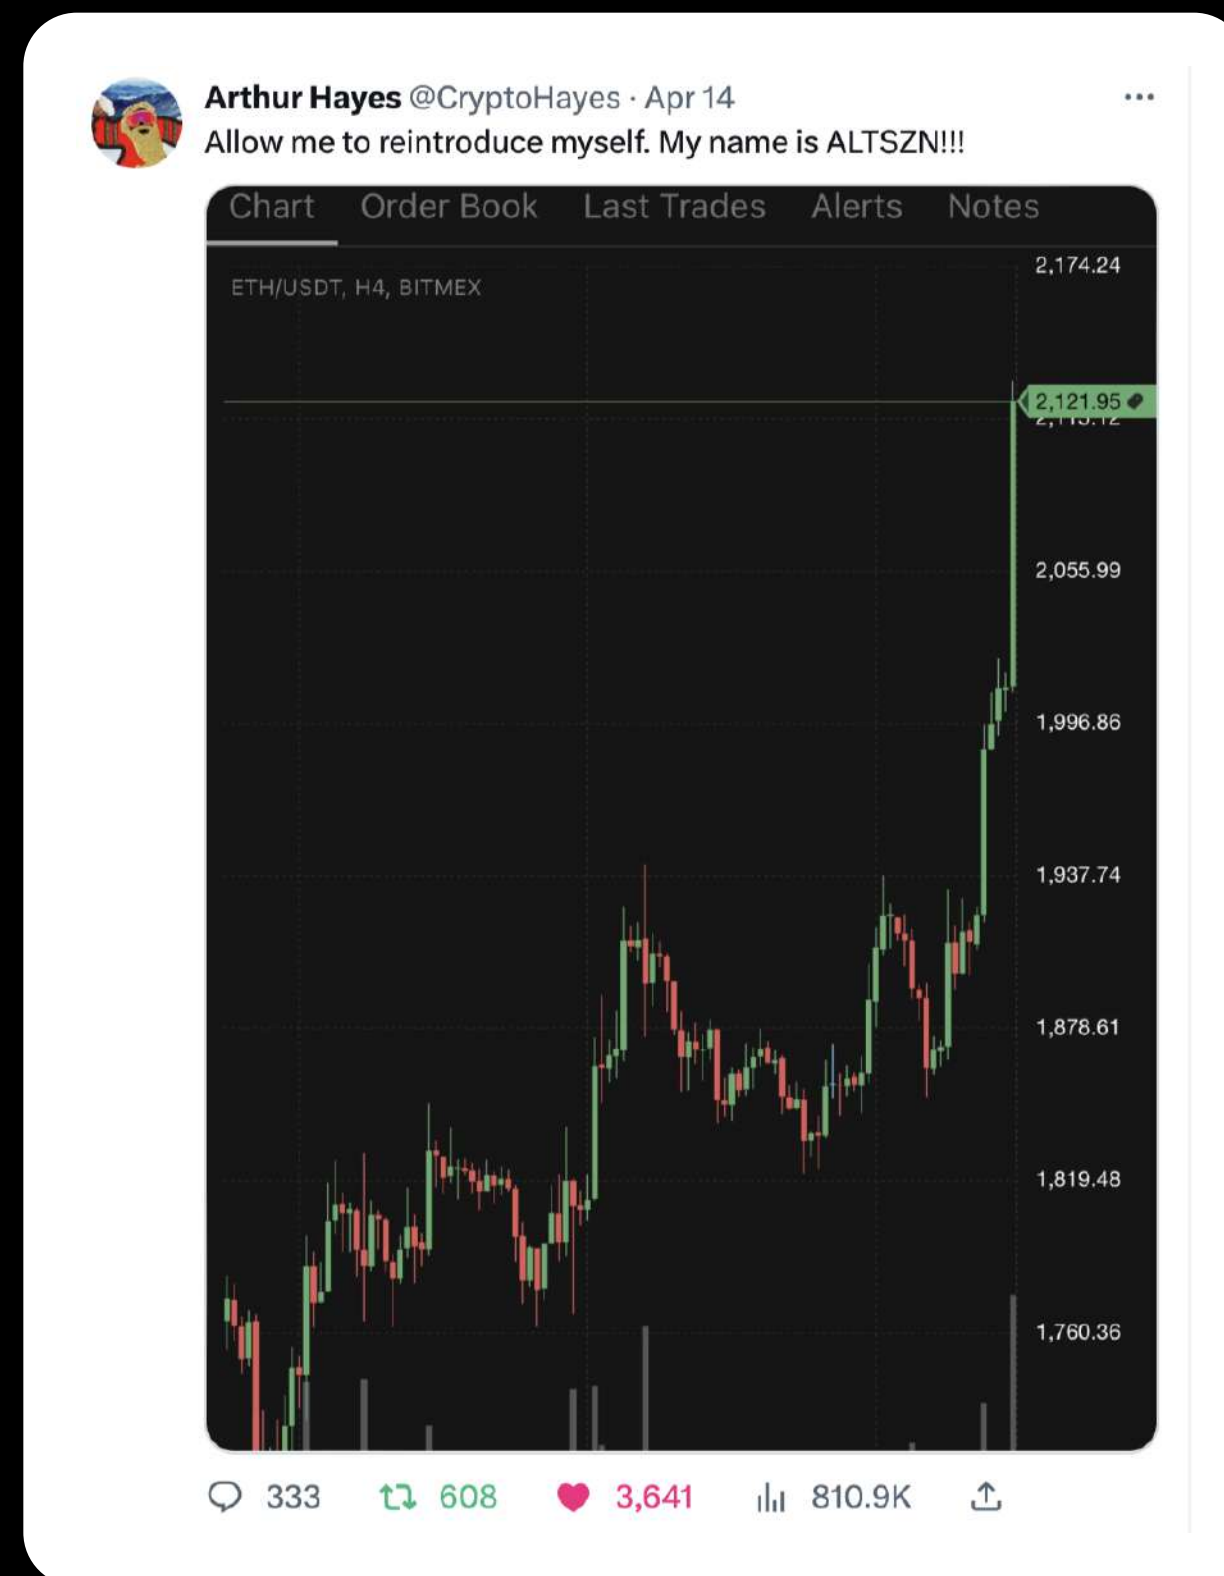 Arthur Hayes @CryptoHayes · Apr 14
Allow me to reintroduce myself. My name is ALTSZN!!!
Chart Order Book Last Trades Alerts Notes
ETH/USDT, H4, BITMEX
2,174.24
2,121.95
2,055.99
1,996.86
1,937.74
1,878.61
1,819.48
1,760.36
333 608 3,641 810.9K